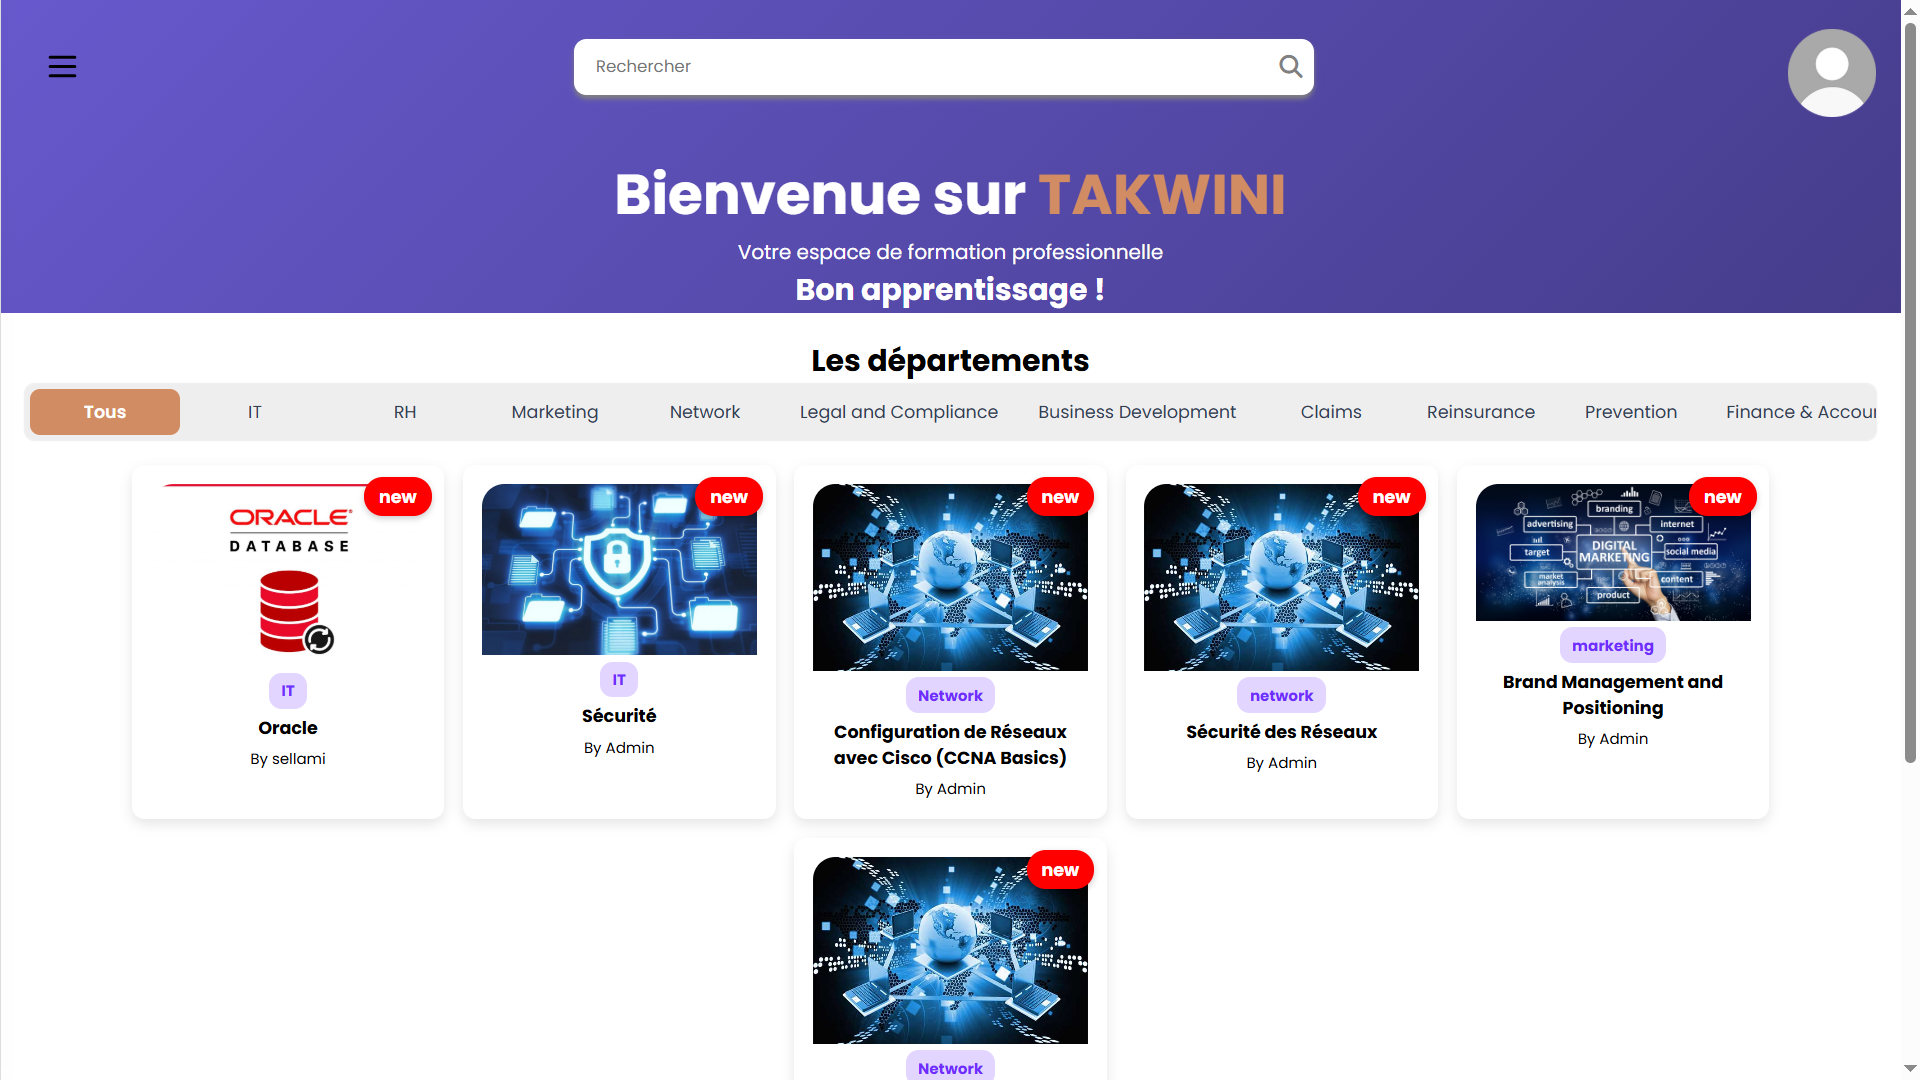 Rechercher
Bienvenue sur TAKWINI
Votre espace de formation professionnelle
Bon apprentissage !
Les départements
Tous
IT
RH
Marketing
Network
Legal and Compliance
Business Development
Claims
Reinsurance
Prevention
Finance & Accour
new
ORACLE
DATABASE
IT
Oracle
By sellami
new
IT
Sécurité
By Admin
new
Network
Configuration de Réseaux
avec Cisco (CCNA Basics)
By Admin
new
network
Sécurité des Réseaux
By Admin
new
branding
advertising
internet
target
DIGITAL
MARKETING
social media
market
analysis
content
product
marketing
Brand Management and
Positioning
By Admin
new
Network